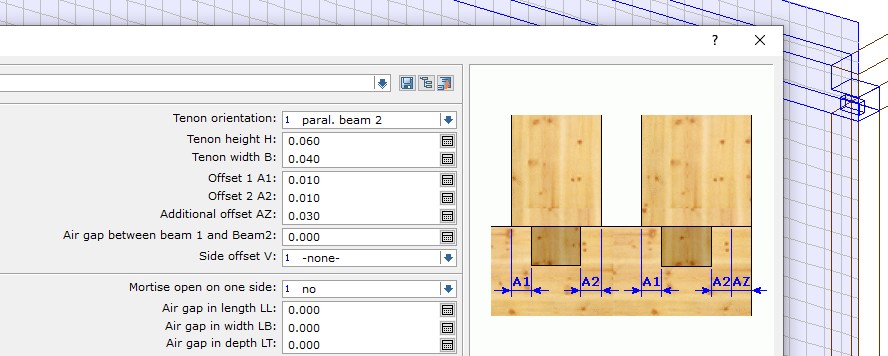 ?
Tenon orientation: 1 paral. beam 2
Tenon height H: 0.060
Tenon width B: 0.040
Offset 1 A1: 0.010
Offset 2 A2: 0.010
Additional offset AZ: 0.030
Air gap between beam 1 and Beam2: 0.000
Side offset V: 1 -none-
Mortise open on one side: 1 no
Air gap in length LL: 0.000
Air gap in width LB: 0.000
Air gap in depth LT: 0.000
A1 A2 A1 A2 AZ